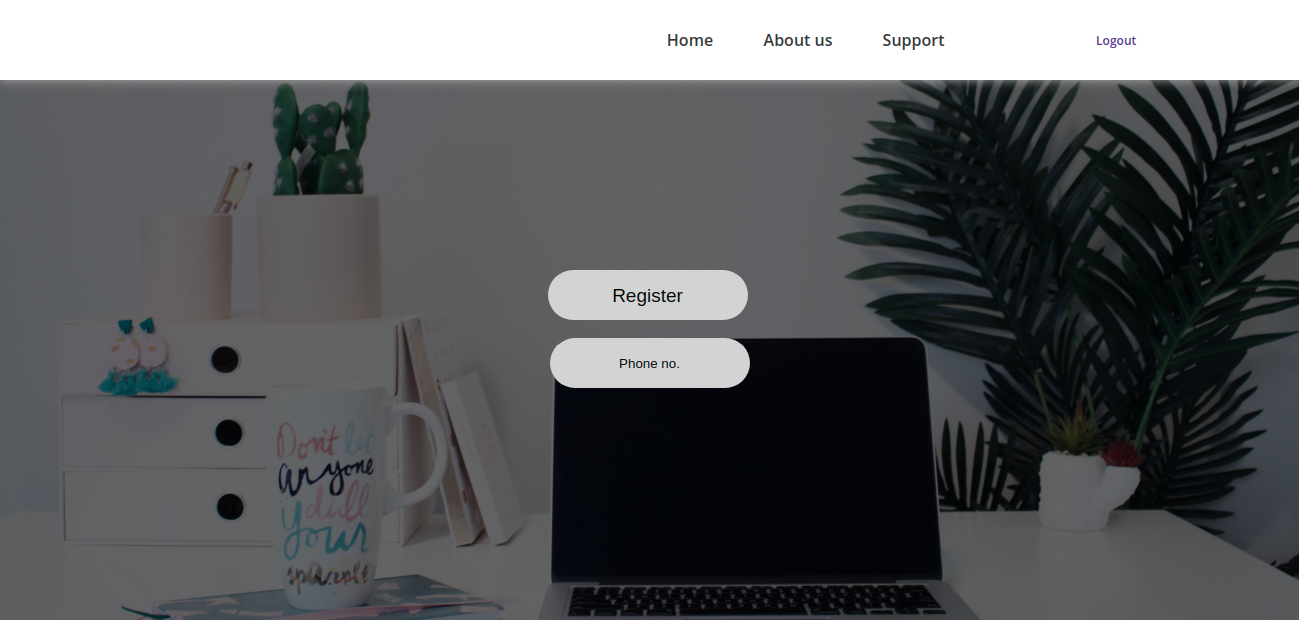 Home About us Support Logout
Register
Phone no.
Don't let
anyone
dull
your
sparkle